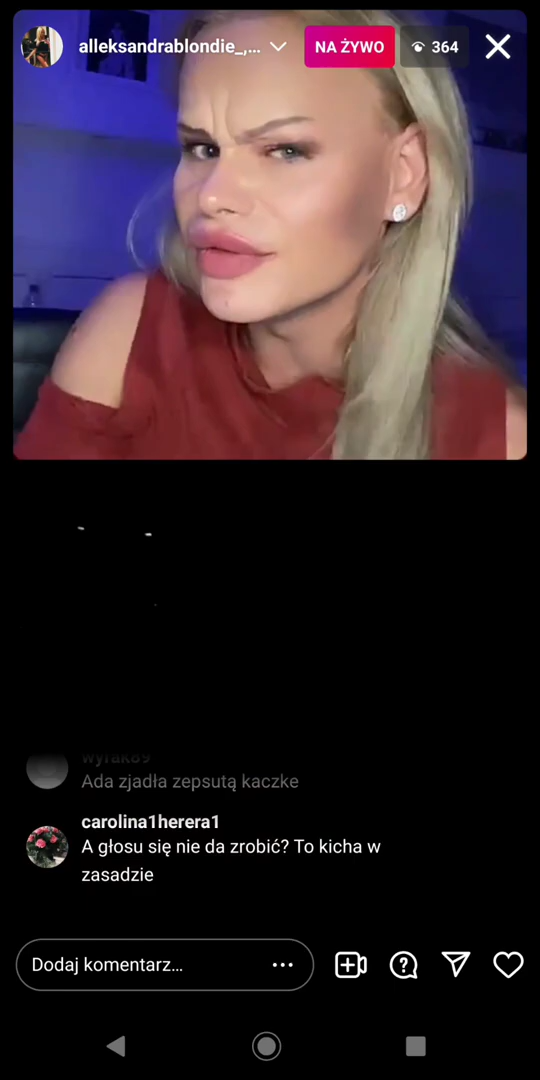 alleksandrablondie_,...
NA ŻYWO
364
wyrak89
Ada zjadła zepsutą kaczke
carolina1herera1
A głosu się nie da zrobić? To kicha w
zasadzie
Dodaj komentarz...